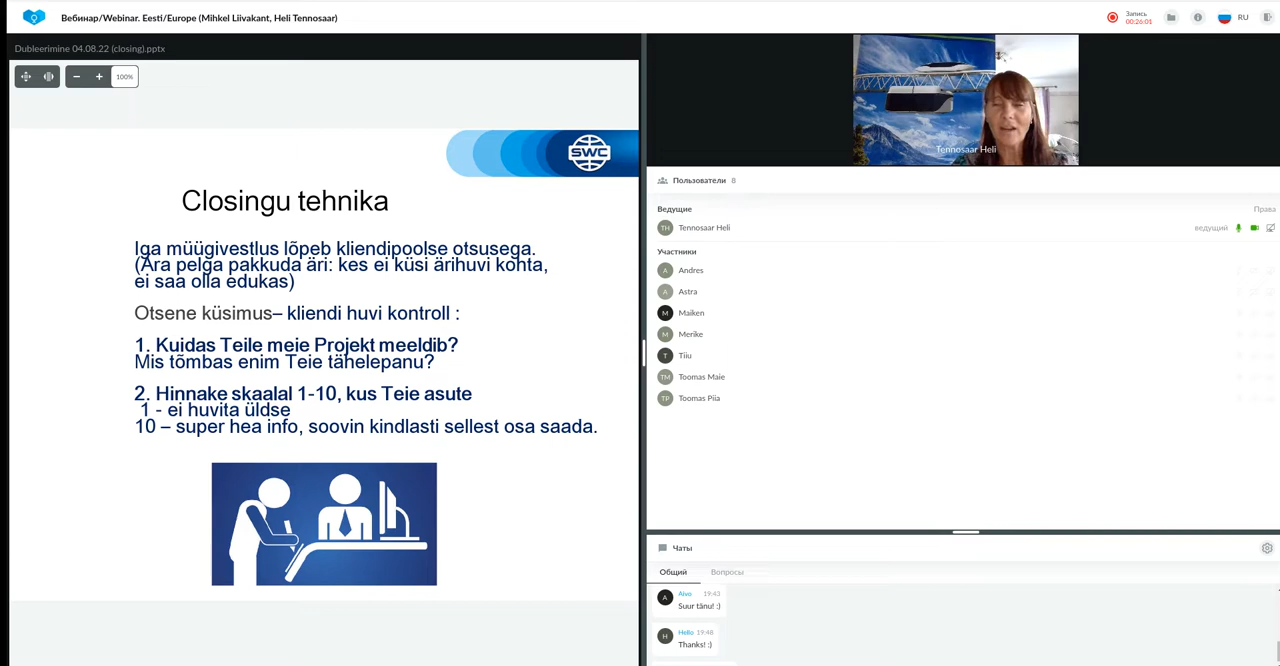 Вебинар/Webinar. Eesti/Europe (Mihkel Liivakant, Heli Tennosaar)
Запись
00:26:01
RU
Dubleerimine 04.08.22 (closing).pptx
100%
SWC
Closingu tehnika
Iga müügivestlus lõpeb kliendipoolse otsusega.
(Ära pelga pakkuda äri: kes ei küsi ärihuvi kohta,
ei saa olla edukas)
Otsene küsimus– kliendi huvi kontroll :
1. Kuidas Teile meie Projekt meeldib?
Mis tõmbas enim Teie tähelepanu?
2. Hinnake skaalal 1-10, kus Teie asute
1 - ei huvita üldse
10 – super hea info, soovin kindlasti sellest osa saada.
Tennosaar Heli
Пользователи 8
Ведущие
Права
TH Tennosaar Heli
ведущий
Участники
A Andres
A Astra
M Maiken
M Merike
T Tiiu
TM Toomas Maie
TP Toomas Piia
Чаты
Общий
Вопросы
A Aivo 19:43
Suur tänu! :)
H Hello 19:48
Thanks! :)